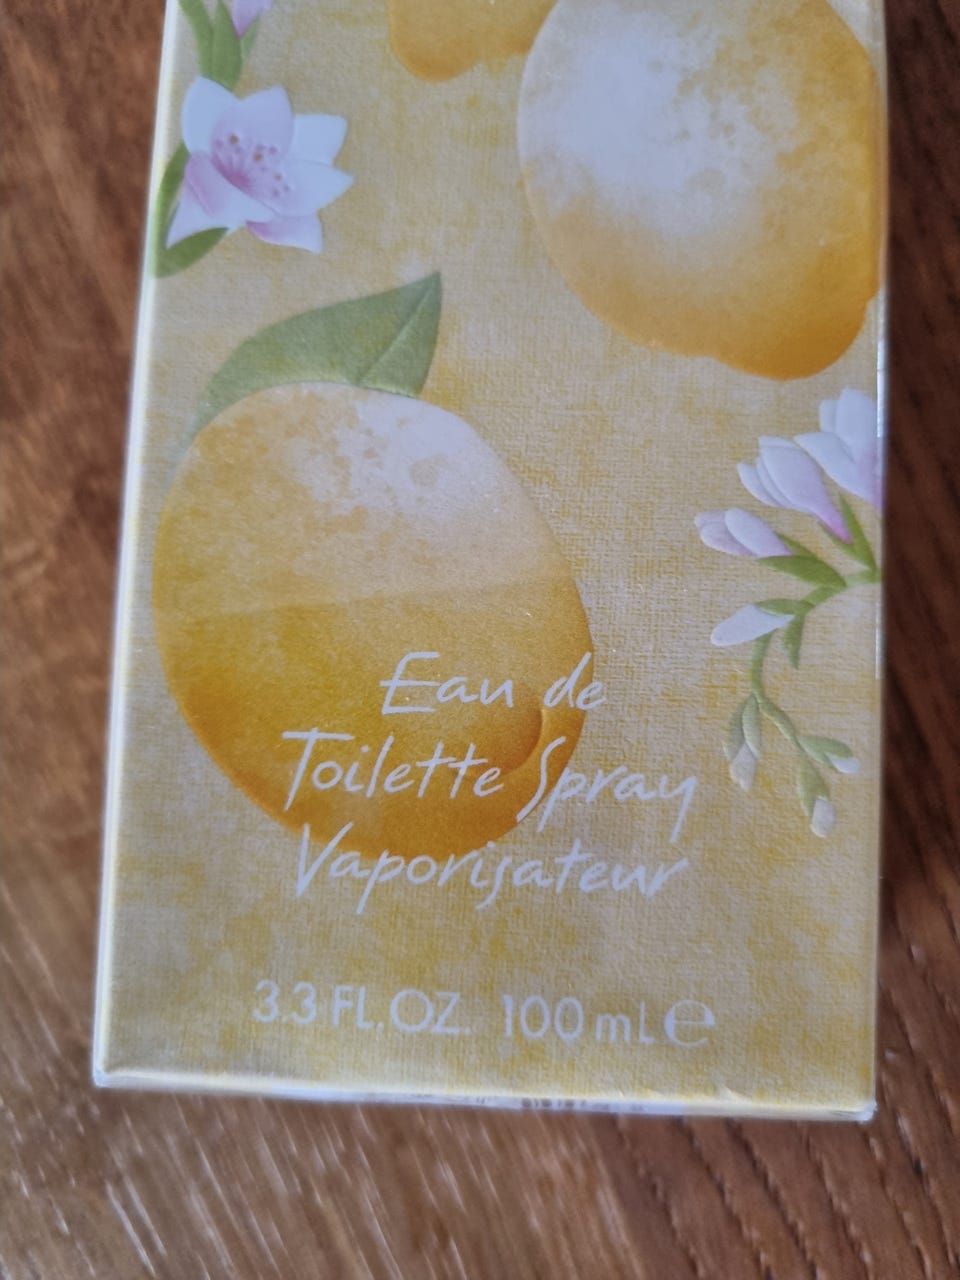 Eau de
Toilette Spray
Vaporisateur
3.3 FL.OZ. 100 mL ℮